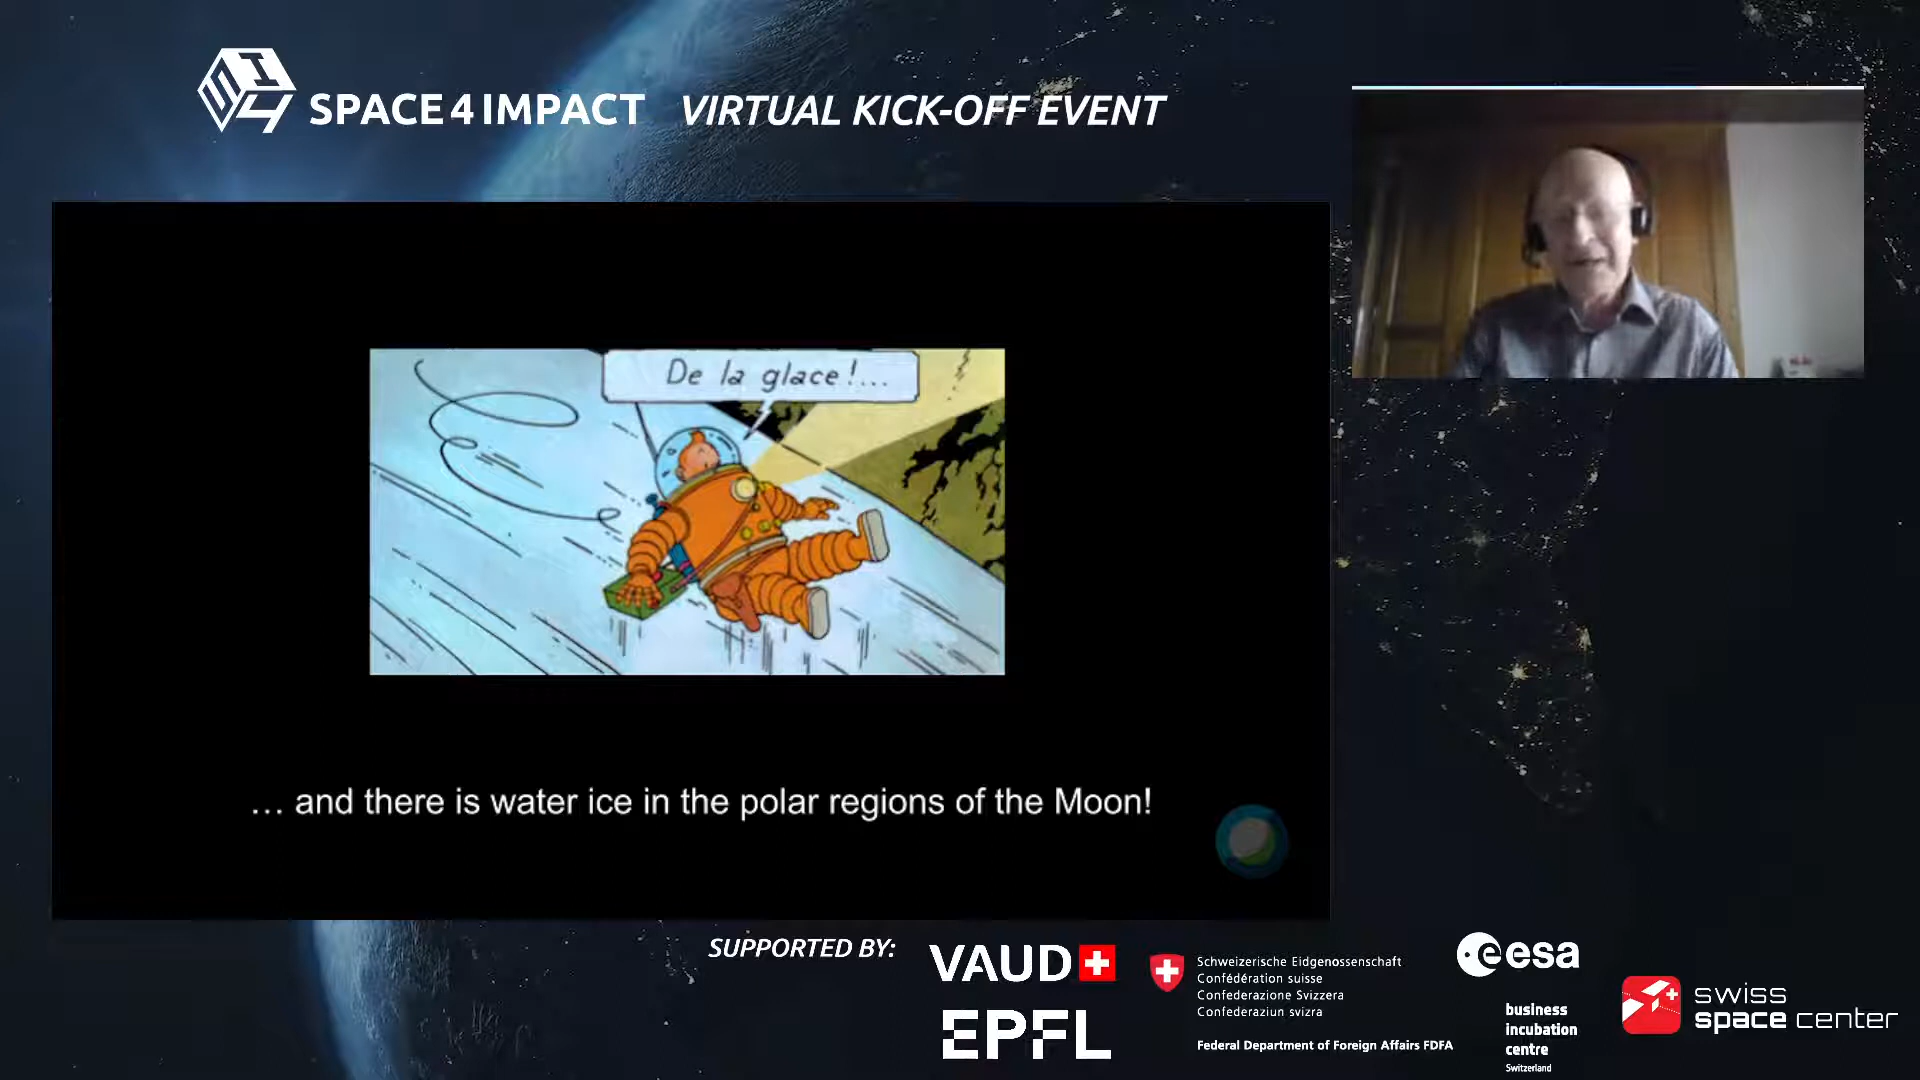 SPACE4IMPACT VIRTUAL KICK-OFF EVENT
De la glace!...
... and there is water ice in the polar regions of the Moon!
SUPPORTED BY:
VAUD
EPFL
Schweizerische Eidgenossenschaft
Confédération suisse
Confederazione Svizzera
Confederaziun svizra
Federal Department of Foreign Affairs FDFA
esa
business
incubation
centre
Switzerland
swiss
space center